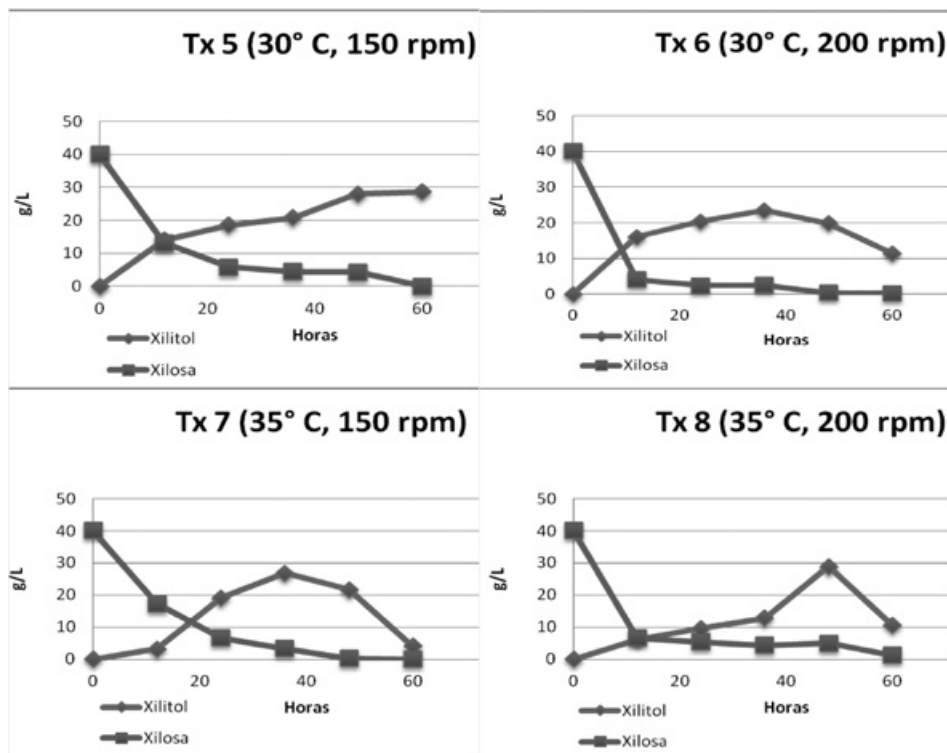 Tx 5 (30° C, 150 rpm)
50
40
30
20
10
0
g/L
0
20
40
60
Horas
Xilitol
Xilosa
Tx 6 (30° C, 200 rpm)
50
40
30
20
10
0
g/L
0
20
40
60
Horas
Xilitol
Xilosa
Tx 7 (35° C, 150 rpm)
50
40
30
20
10
0
g/L
0
20
40
60
Horas
Xilitol
Xilosa
Tx 8 (35° C, 200 rpm)
50
40
30
20
10
0
g/L
0
20
40
60
Horas
Xilitol
Xilosa